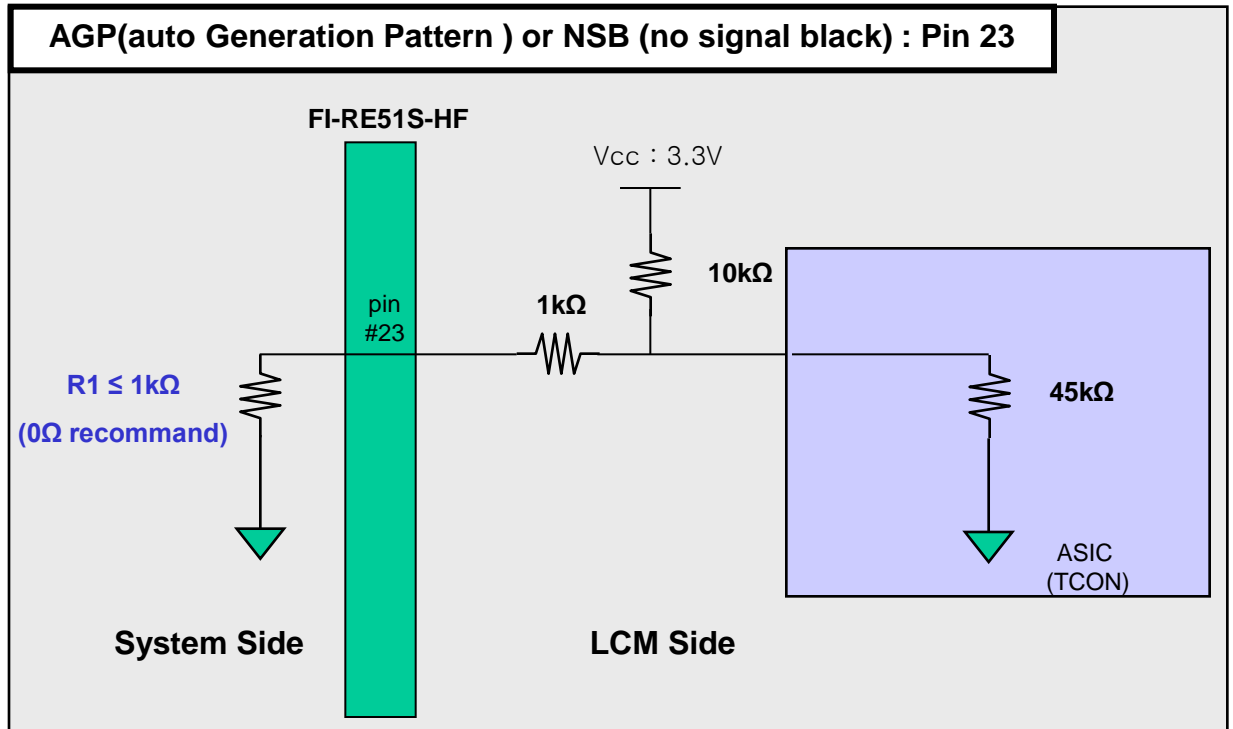 AGP(auto Generation Pattern ) or NSB (no signal black) : Pin 23
FI-RE51S-HF
Vcc : 3.3V
10kΩ
1kΩ
pin
#23
R1 ≤ 1kΩ
(0Ω recommand)
45kΩ
ASIC
(TCON)
System Side
LCM Side